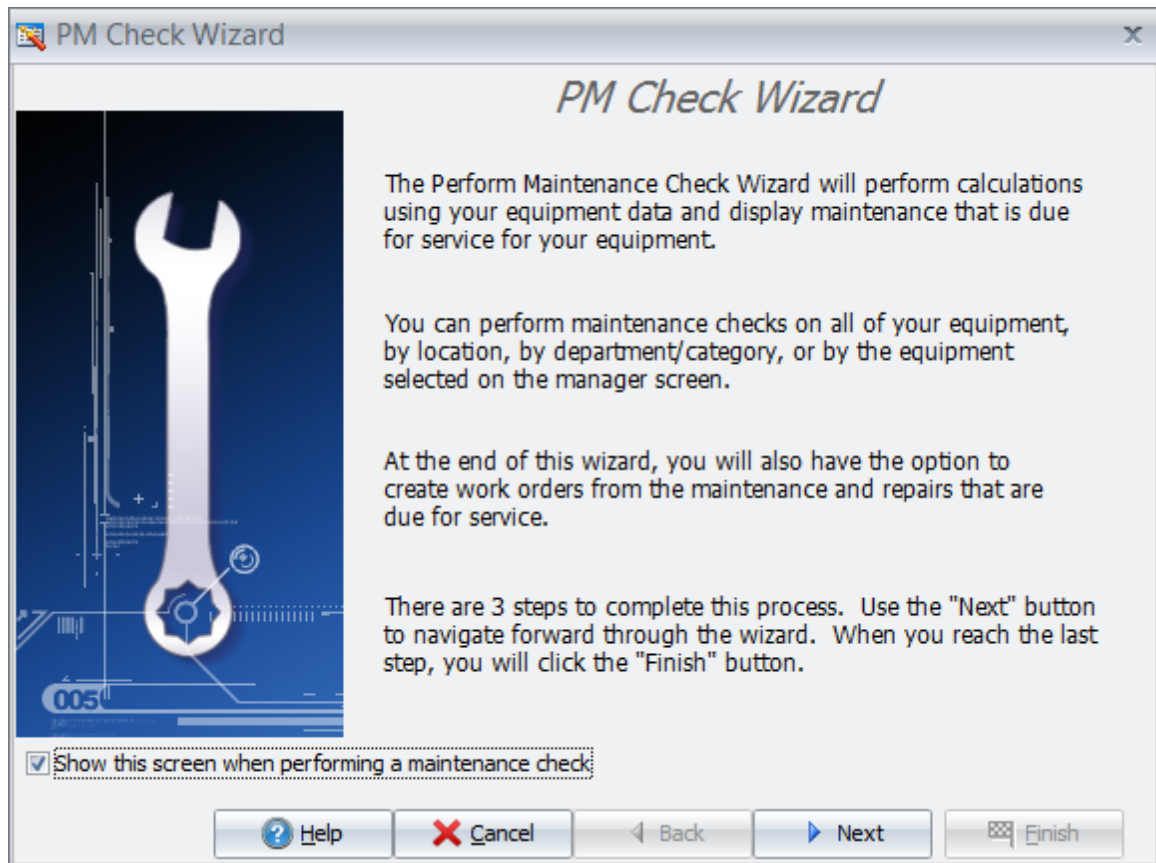 PM Check Wizard
x
PM Check Wizard
The Perform Maintenance Check Wizard will perform calculations
using your equipment data and display maintenance that is due
for service for your equipment.
You can perform maintenance checks on all of your equipment,
by location, by department/category, or by the equipment
selected on the manager screen.
At the end of this wizard, you will also have the option to
create work orders from the maintenance and repairs that are
due for service.
There are 3 steps to complete this process. Use the "Next" button
to navigate forward through the wizard. When you reach the last
step, you will click the "Finish" button.
005
Show this screen when performing a maintenance check
Help
Cancel
Back
Next
Finish